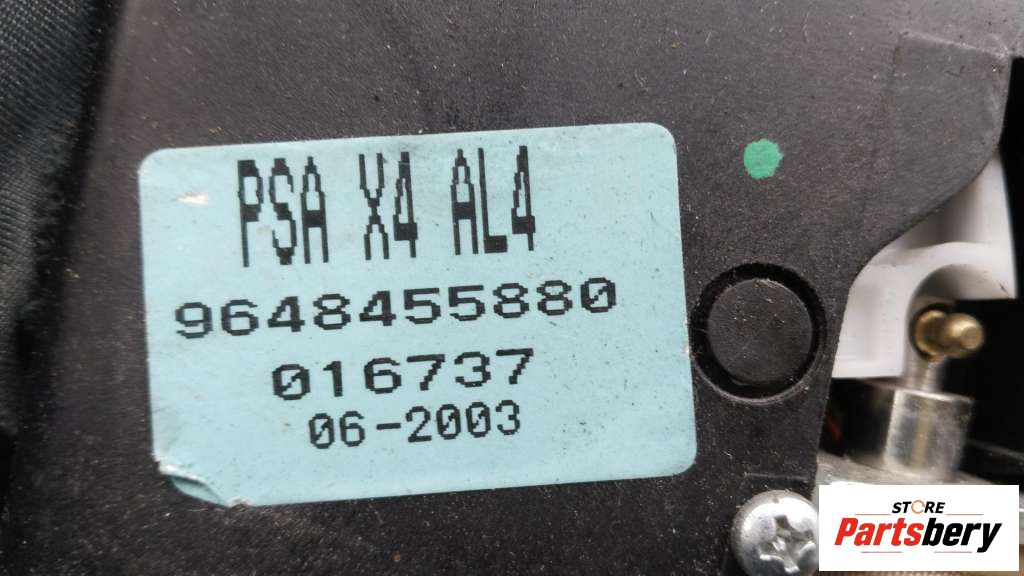 PSA X4 AL4
9648455880
016737
06-2003
STORE
Partsbery